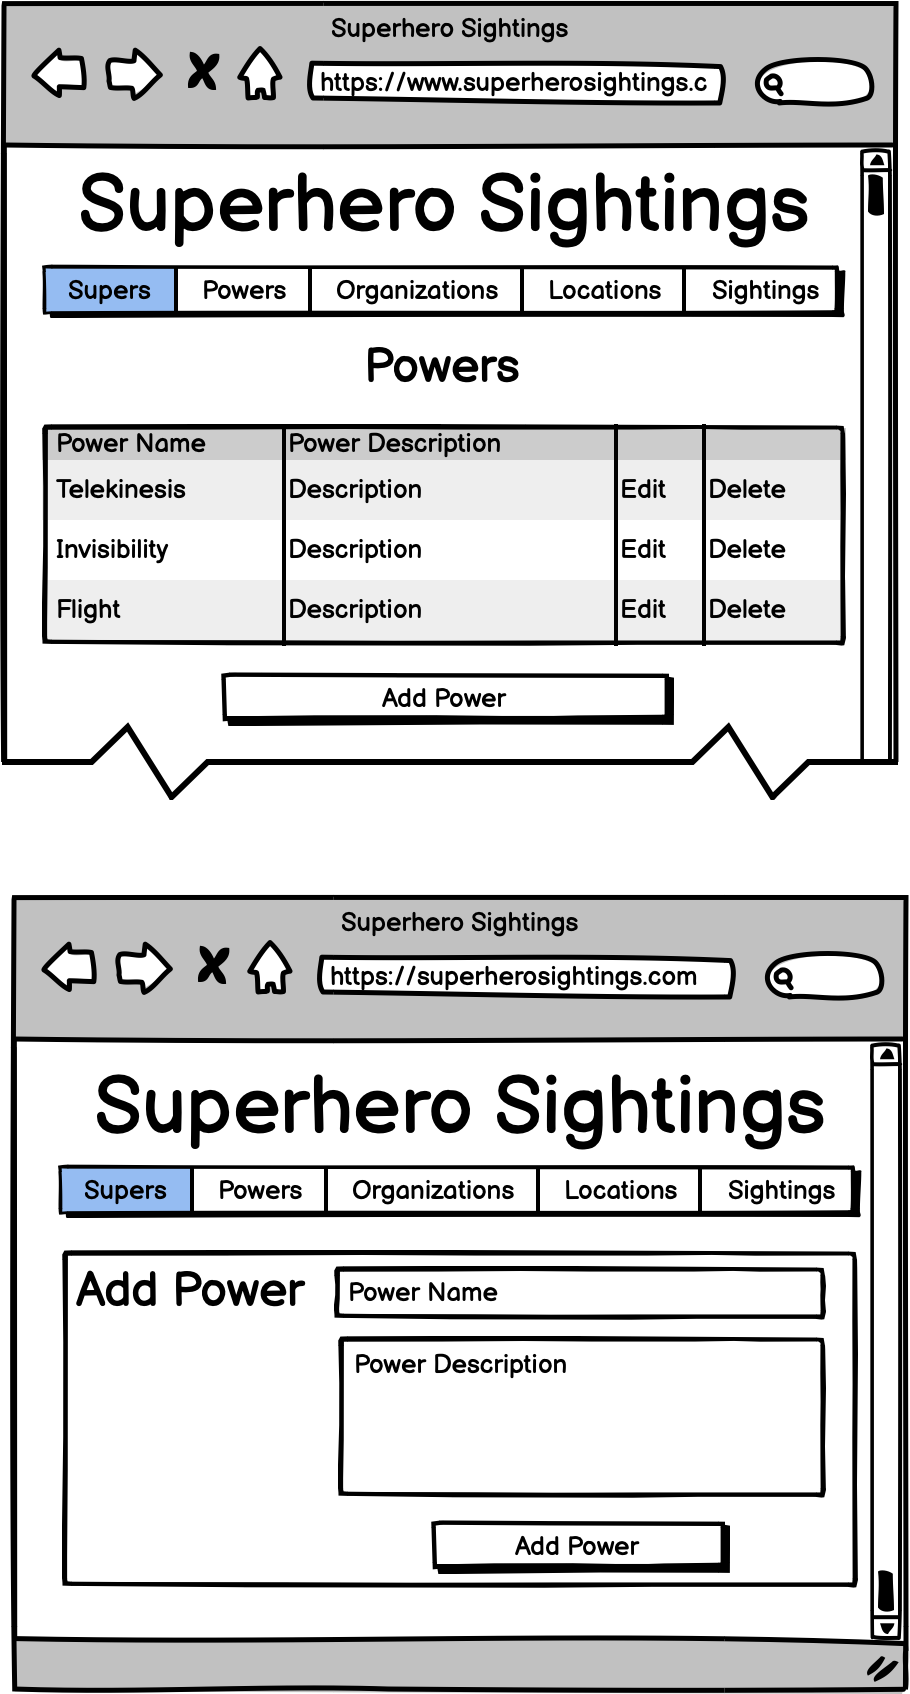 Superhero Sightings
https://www.superherosightings.c
Superhero Sightings
Supers Powers Organizations Locations Sightings
Powers
Power Name Power Description
Telekinesis Description Edit Delete
Invisibility Description Edit Delete
Flight Description Edit Delete
Add Power
Superhero Sightings
https://superherosightings.com
Superhero Sightings
Supers Powers Organizations Locations Sightings
Add Power Power Name
Power Description
Add Power